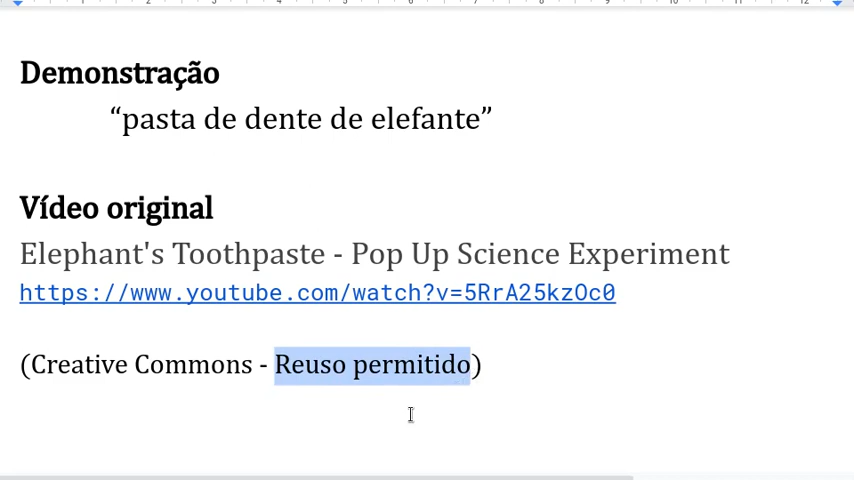 Demonstração
“pasta de dente de elefante”
Vídeo original
Elephant's Toothpaste - Pop Up Science Experiment
https://www.youtube.com/watch?v=5RrA25kzOc0
(Creative Commons - Reuso permitido)